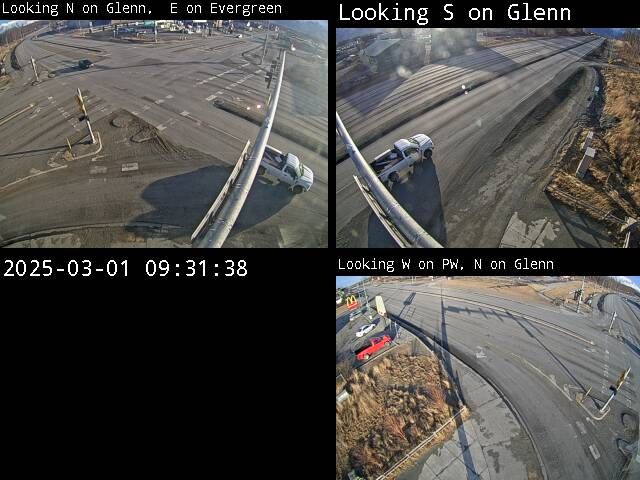 Looking N on Glenn,  E on Evergreen
Looking S on Glenn
2025-03-01 09:31:38
Looking W on PW, N on Glenn